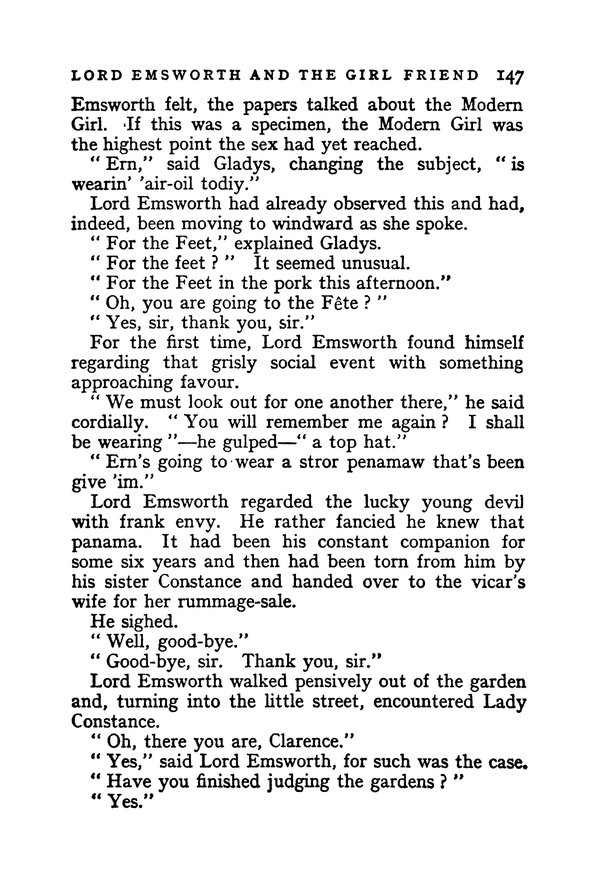 LORD EMSWORTH AND THE GIRL FRIEND 147
Emsworth felt, the papers talked about the Modern
Girl. If this was a specimen, the Modern Girl was
the highest point the sex had yet reached.
“ Ern,” said Gladys, changing the subject, “ is
wearin' 'air-oil todiy.”
Lord Emsworth had already observed this and had,
indeed, been moving to windward as she spoke.
“ For the Feet,” explained Gladys.
“ For the feet ? ” It seemed unusual.
“ For the Feet in the pork this afternoon.”
“ Oh, you are going to the Fête ? ”
“ Yes, sir, thank you, sir.”
For the first time, Lord Emsworth found himself
regarding that grisly social event with something
approaching favour.
“ We must look out for one another there,” he said
cordially. “ You will remember me again ? I shall
be wearing ”—he gulped—“ a top hat.”
“ Ern's going to wear a stror penamaw that's been
give 'im.”
Lord Emsworth regarded the lucky young devil
with frank envy. He rather fancied he knew that
panama. It had been his constant companion for
some six years and then had been torn from him by
his sister Constance and handed over to the vicar's
wife for her rummage-sale.
He sighed.
“ Well, good-bye.”
“ Good-bye, sir. Thank you, sir.”
Lord Emsworth walked pensively out of the garden
and, turning into the little street, encountered Lady
Constance.
“ Oh, there you are, Clarence.”
“ Yes,” said Lord Emsworth, for such was the case.
“ Have you finished judging the gardens ? ”
“ Yes.”